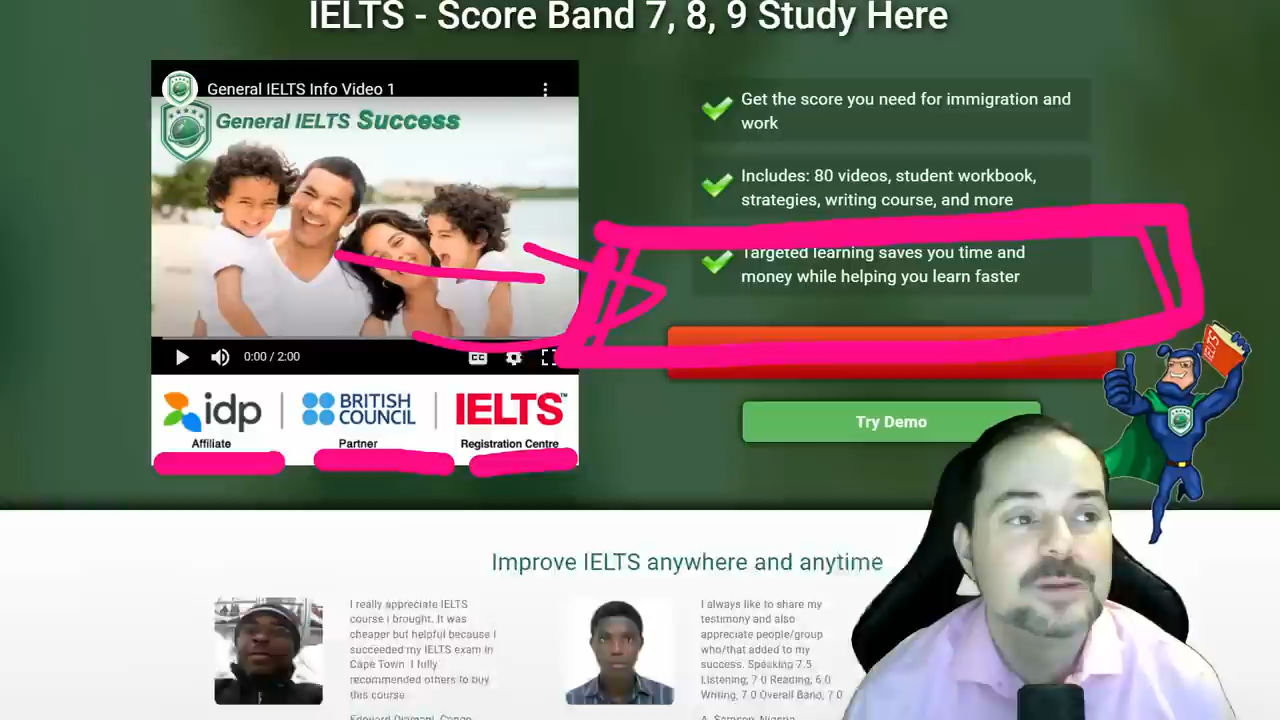 IELTS - Score Band 7, 8, 9 Study Here
General IELTS Info Video 1
General IELTS Success
0:00 / 2:00
CC
idp
Affiliate
BRITISH
COUNCIL
Partner
IELTS™
Registration Centre
Get the score you need for immigration and
work
Includes: 80 videos, student workbook,
strategies, writing course, and more
Targeted learning saves you time and
money while helping you learn faster
Try Demo
IELTS
Improve IELTS anywhere and anytime
I really appreciate IELTS
course i brought. It was
cheaper but helpful because I
succeeded my IELTS exam in
Cape Town. I fully
recommended others to buy
this course
I always like to share my
testimony and also
appreciate people/group
who/that added to my
success. Speaking 7.5
Listening, 7.0 Reading, 6.0
Writing, 7.0 Overall Band, 7.0